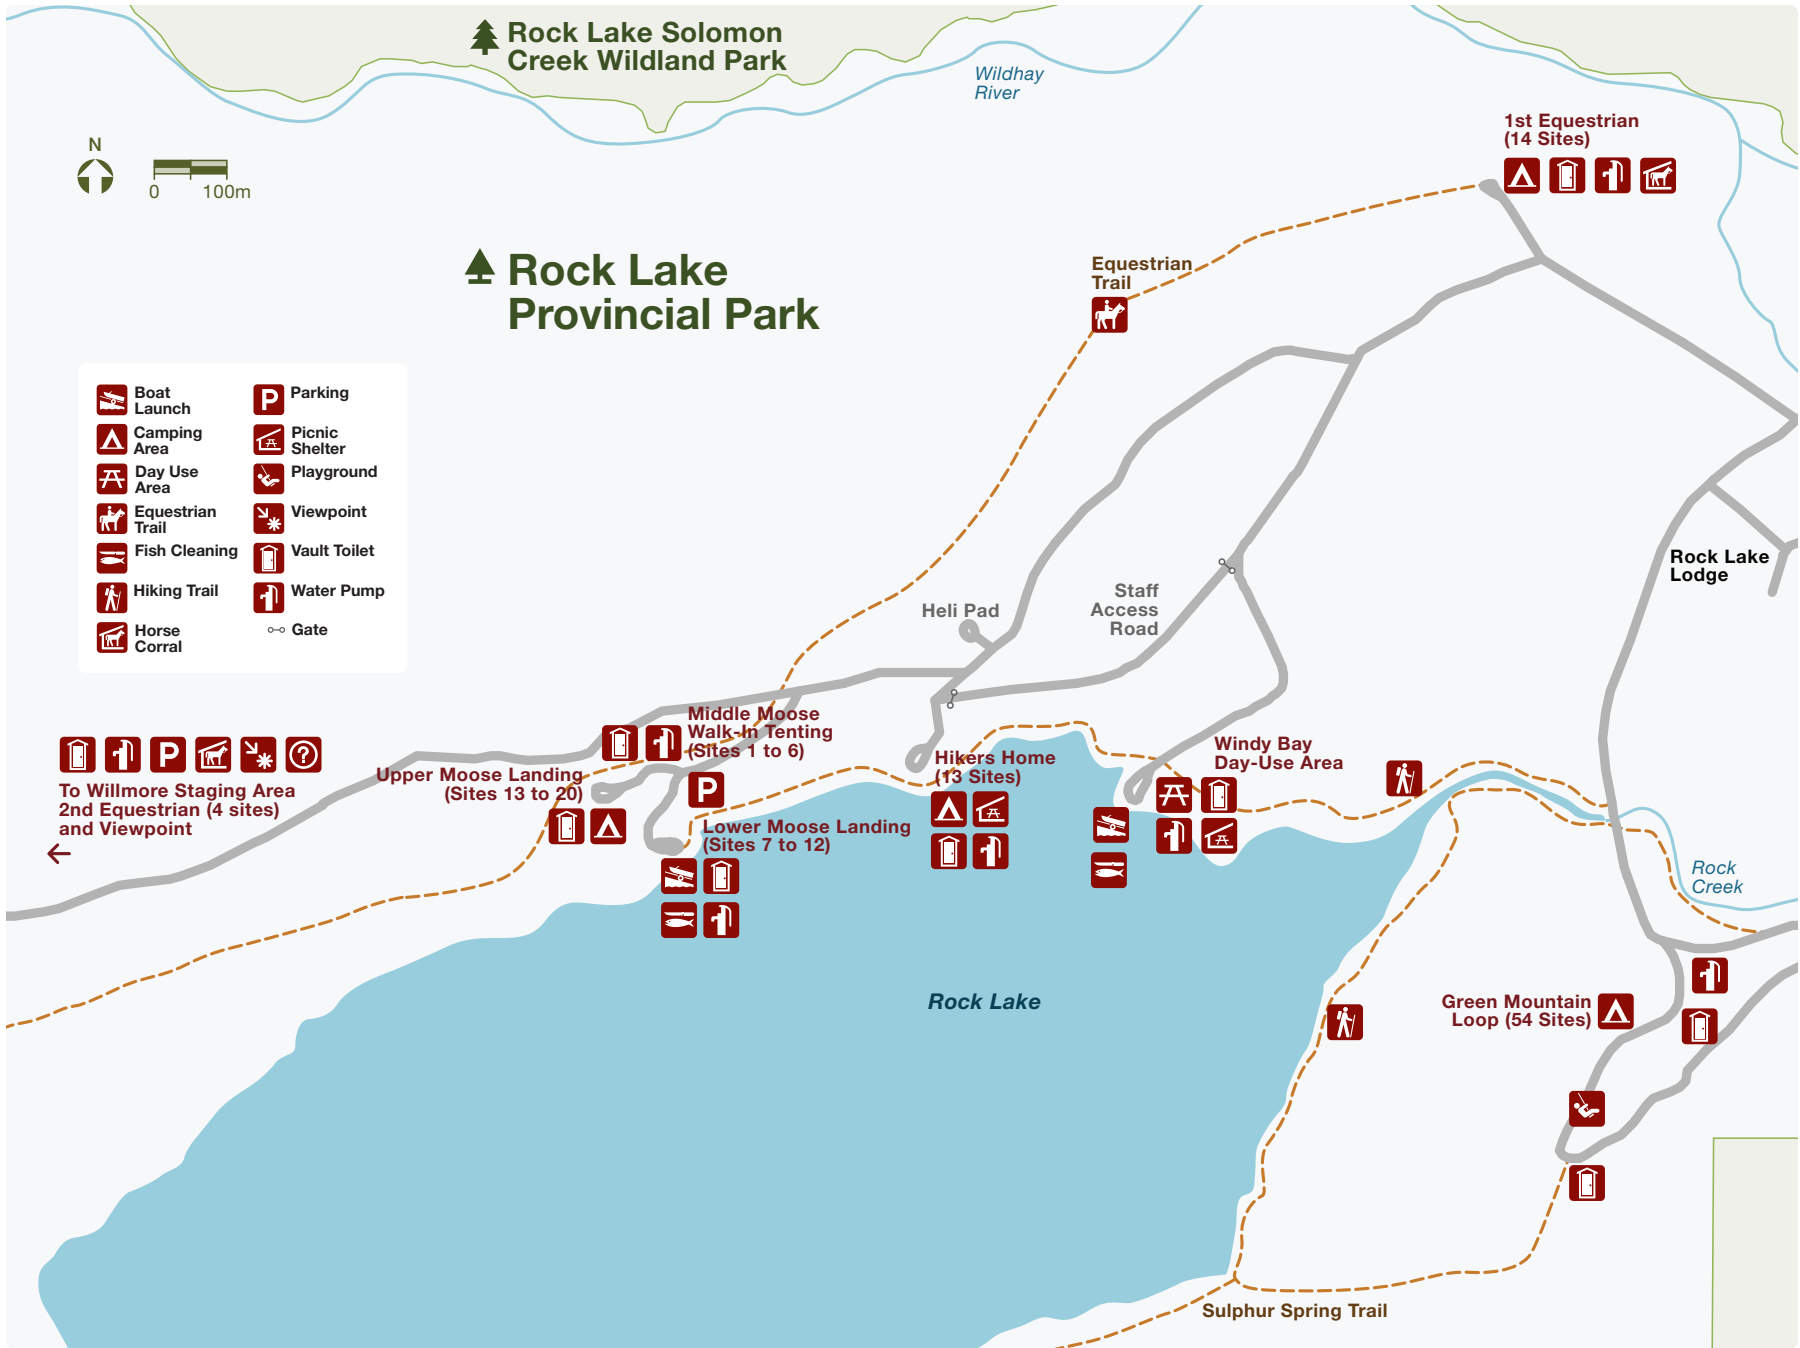 Rock Lake Solomon
Creek Wildland Park
Wildhay
River
1st Equestrian
(14 Sites)
N
0 100m
Rock Lake
Provincial Park
Equestrian
Trail
Boat
Launch
Camping
Area
Day Use
Area
Equestrian
Trail
Fish Cleaning
Hiking Trail
Horse
Corral
P
Parking
Picnic
Shelter
Playground
Viewpoint
Vault Toilet
Water Pump
Gate
Rock Lake
Lodge
Staff
Access
Road
Heli Pad
Middle Moose
Walk-In Tenting
(Sites 1 to 6)
P
?
To Willmore Staging Area
2nd Equestrian (4 sites)
and Viewpoint
Upper Moose Landing
(Sites 13 to 20)
P
Lower Moose Landing
(Sites 7 to 12)
Hikers Home
(13 Sites)
Windy Bay
Day-Use Area
Rock
Creek
Rock Lake
Green Mountain
Loop (54 Sites)
Sulphur Spring Trail